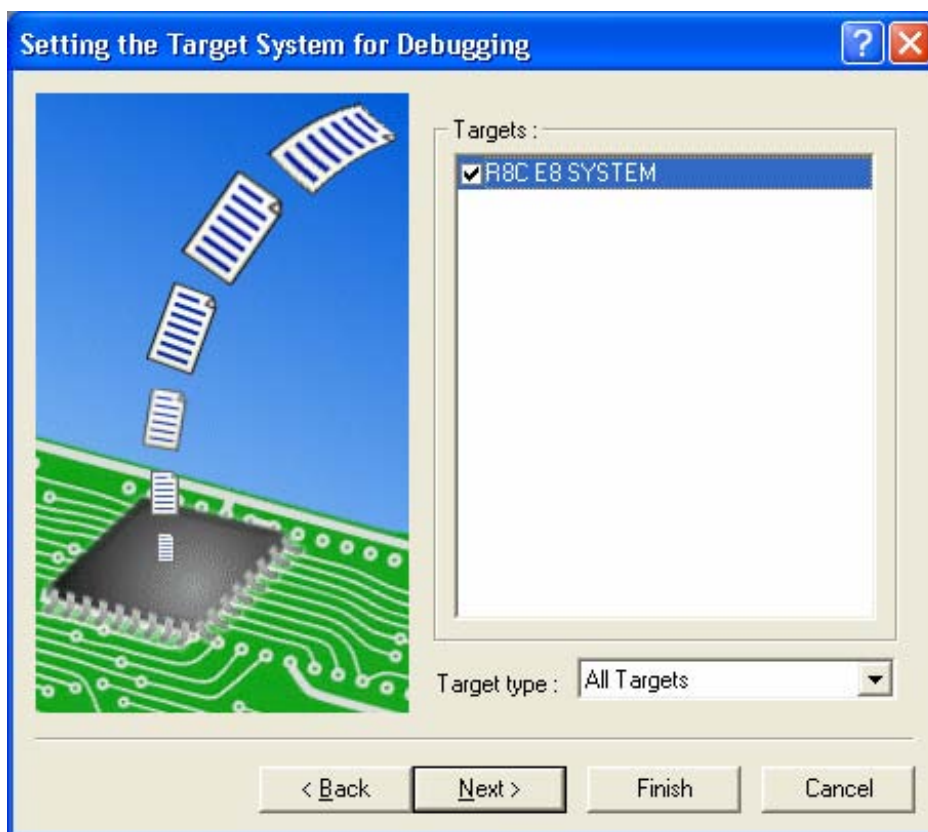 Setting the Target System for Debugging
Targets :
R8C E8 SYSTEM
Target type :
All Targets
< Back
Next >
Finish
Cancel